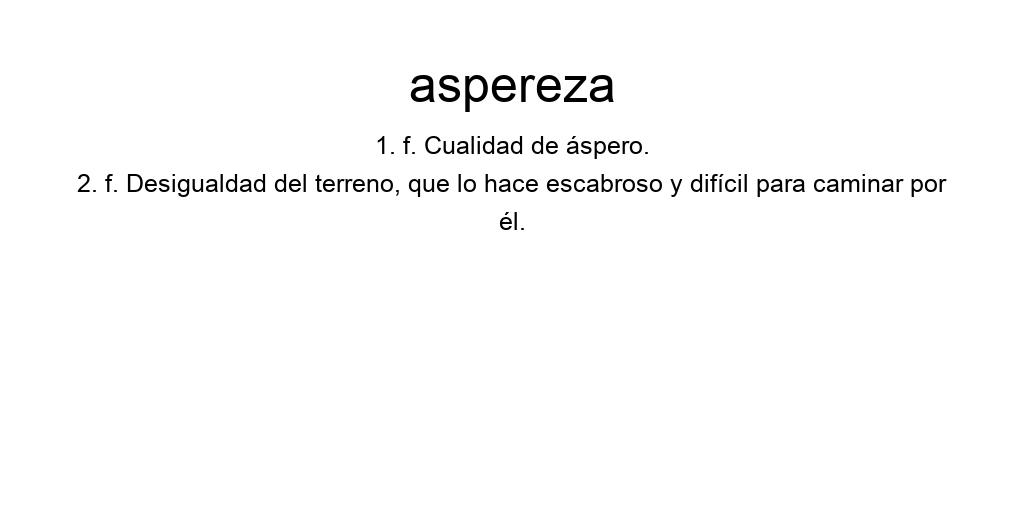 aspereza
1. f. Cualidad de áspero.
2. f. Desigualdad del terreno, que lo hace escabroso y difícil para caminar por
él.